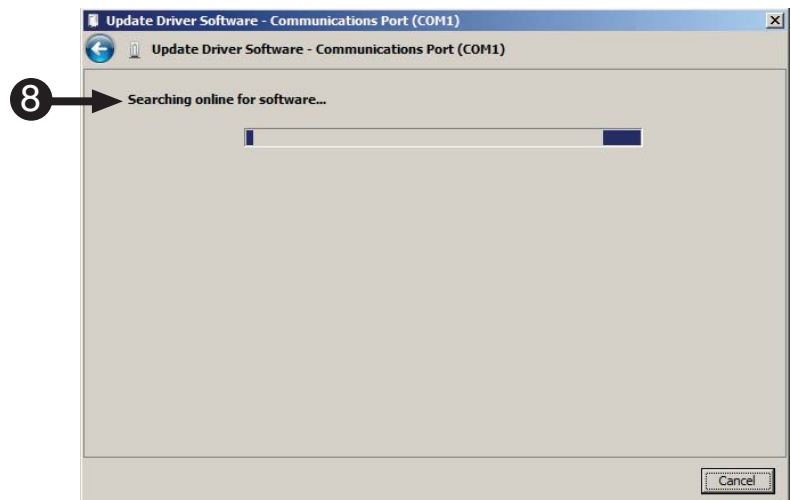 Update Driver Software - Communications Port (COM1)
Update Driver Software - Communications Port (COM1)
8
Searching online for software...
Cancel